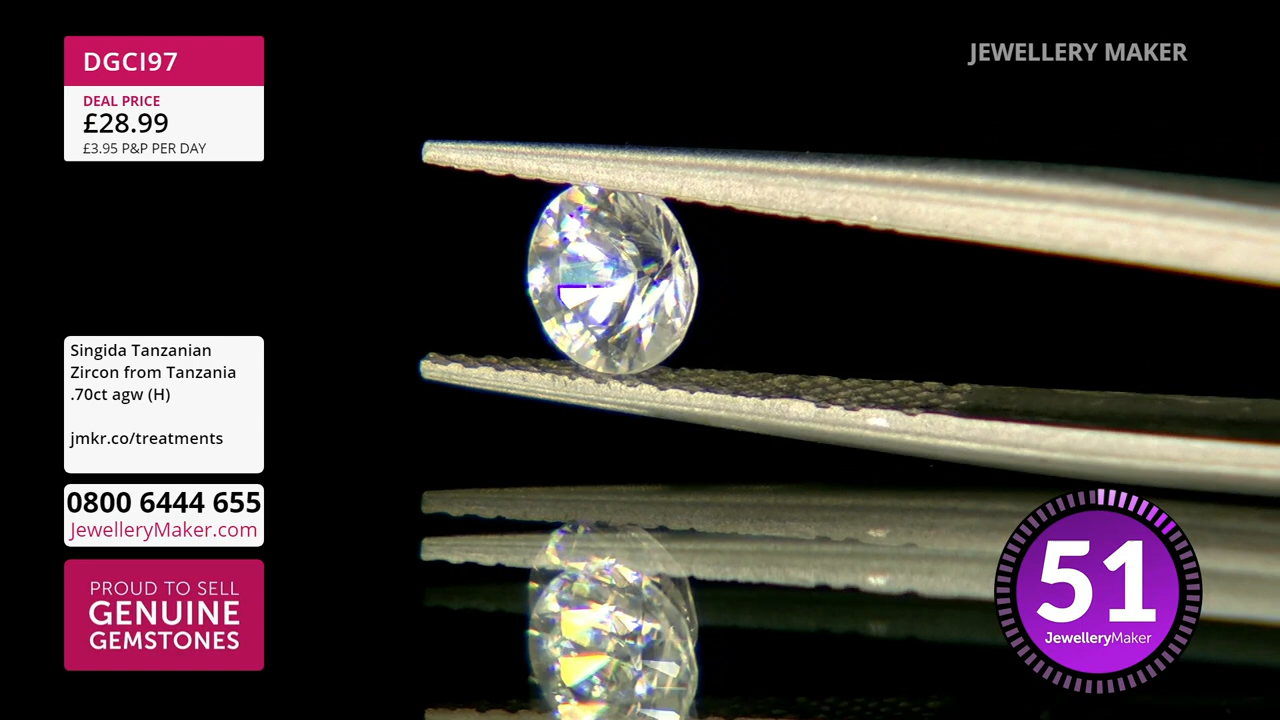 DGCI97
DEAL PRICE
£28.99
£3.95 P&P PER DAY
JEWELLERY MAKER
Singida Tanzanian
Zircon from Tanzania
.70ct agw (H)
jmkr.co/treatments
0800 6444 655
JewelleryMaker.com
PROUD TO SELL
GENUINE
GEMSTONES
51
JewelleryMaker